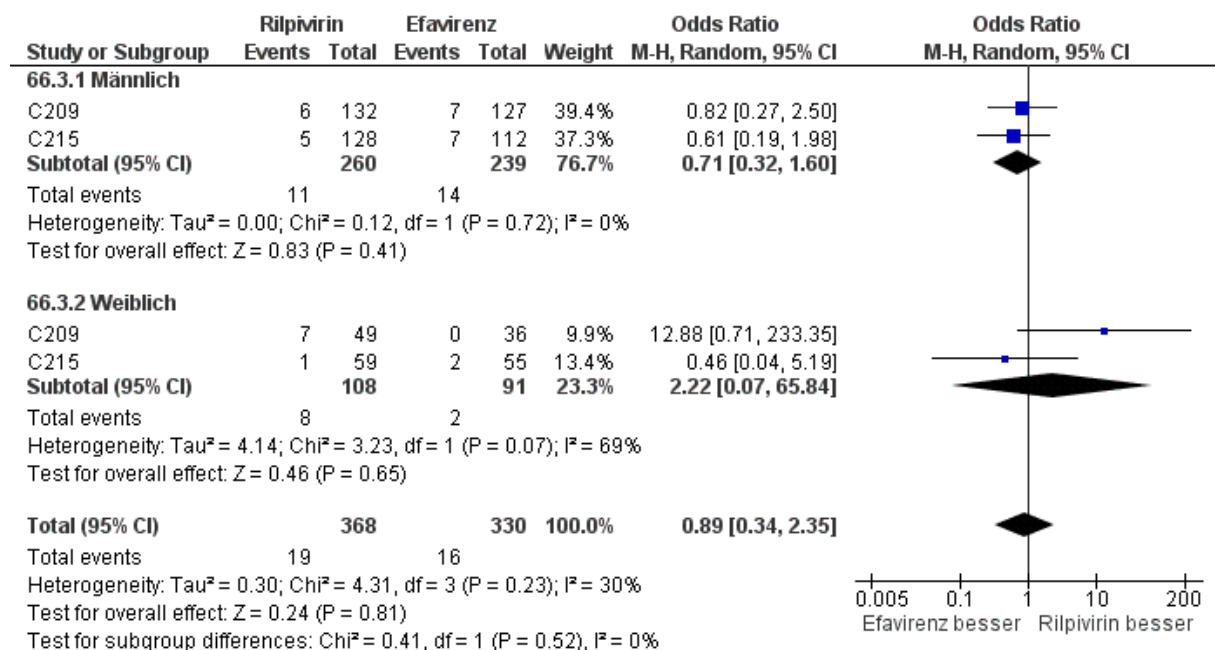 Rilpivirin Efavirenz Odds Ratio Odds Ratio
Study or Subgroup Events Total Events Total Weight M-H, Random, 95% CI M-H, Random, 95% CI
66.3.1 Männlich
C209 6 132 7 127 39.4% 0.82 [0.27, 2.50]
C215 5 128 7 112 37.3% 0.61 [0.19, 1.98]
Subtotal (95% CI) 260 239 76.7% 0.71 [0.32, 1.60]
Total events 11 14
Heterogeneity: Tau² = 0.00; Chi² = 0.12, df = 1 (P = 0.72); I² = 0%
Test for overall effect: Z = 0.83 (P = 0.41)
66.3.2 Weiblich
C209 7 49 0 36 9.9% 12.88 [0.71, 233.35]
C215 1 59 2 55 13.4% 0.46 [0.04, 5.19]
Subtotal (95% CI) 108 91 23.3% 2.22 [0.07, 65.84]
Total events 8 2
Heterogeneity: Tau² = 4.14; Chi² = 3.23, df = 1 (P = 0.07); I² = 69%
Test for overall effect: Z = 0.46 (P = 0.65)
Total (95% CI) 368 330 100.0% 0.89 [0.34, 2.35]
Total events 19 16
Heterogeneity: Tau² = 0.30; Chi² = 4.31, df = 3 (P = 0.23); I² = 30%
Test for overall effect: Z = 0.24 (P = 0.81)
Test for subgroup differences: Chi² = 0.41, df = 1 (P = 0.52), I² = 0%
0.005 0.1 1 10 200
Efavirenz besser Rilpivirin besser